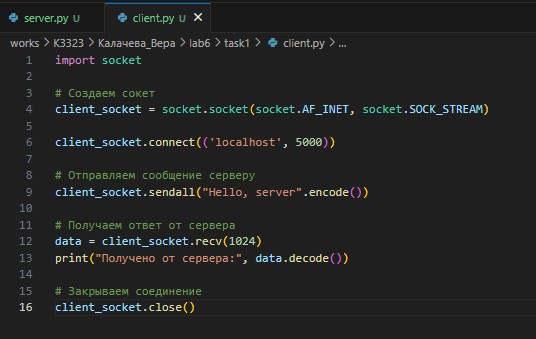 server.py U
client.py U
works > K3323 > Калачева_Вера > lab6 > task1 > client.py > ...
1 import socket
2
3 # Создаем сокет
4 client_socket = socket.socket(socket.AF_INET, socket.SOCK_STREAM)
5
6 client_socket.connect(('localhost', 5000))
7
8 # Отправляем сообщение серверу
9 client_socket.sendall("Hello, server".encode())
10
11 # Получаем ответ от сервера
12 data = client_socket.recv(1024)
13 print("Получено от сервера:", data.decode())
14
15 # Закрываем соединение
16 client_socket.close()